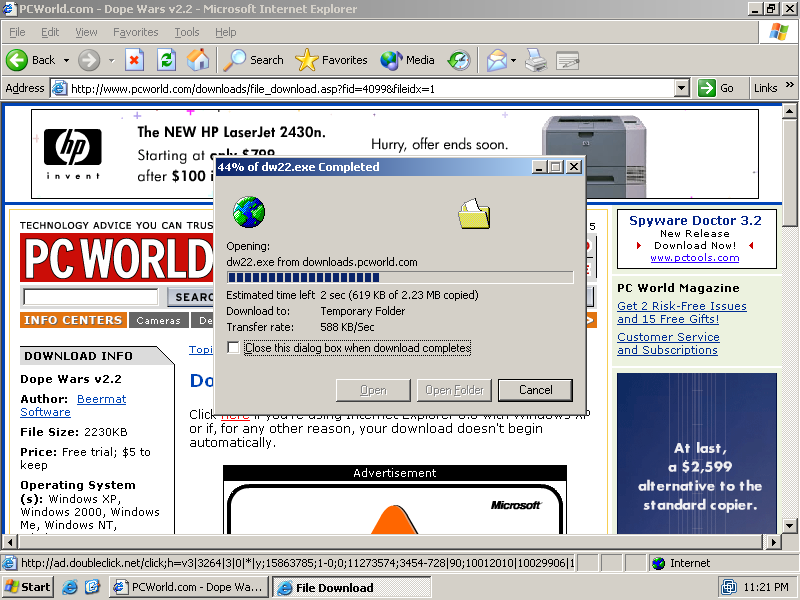 PCWorld.com - Dope Wars v2.2 - Microsoft Internet Explorer
File Edit View Favorites Tools Help
Back Search Favorites Media
Address http://www.pcworld.com/downloads/file_download.asp?fid=4099&fileidx=1 Go Links »
hp
invent
The NEW HP LaserJet 2430n.
Starting at only $799
after $100 i
Hurry, offer ends soon.
44% of dw22.exe Completed
Opening:
dw22.exe from downloads.pcworld.com
Estimated time left 2 sec (619 KB of 2.23 MB copied)
Download to: Temporary Folder
Transfer rate: 588 KB/Sec
Close this dialog box when download completes
Open Open Folder Cancel
TECHNOLOGY ADVICE YOU CAN TRUS
5
PC WORLD
SEARC
INFO CENTERS Cameras De
DOWNLOAD INFO
Dope Wars v2.2
Author: Beermat
Software
File Size: 2230KB
Price: Free trial; $5 to
keep
Operating System
(s): Windows XP,
Windows 2000, Windows
Me, Windows NT,
Topi
Do
Click here if you're using Internet Explorer 6.0 with Windows XP
or if, for any other reason, your download doesn't begin
automatically.
Advertisement
Microsoft
Spyware Doctor 3.2
New Release
Download Now!
www.pctools.com
PC World Magazine
Get 2 Risk-Free Issues
and 15 Free Gifts!
Customer Service
and Subscriptions
At last,
a $2,599
alternative to the
standard copier.
http://ad.doubleclick.net/click;h=v3|3264|3|0|*|y;15863785;1-0;0;11273574;3454-728|90;10012010|10029906|1 Internet
Start PCWorld.com - Dope Wa... File Download 11:21 PM